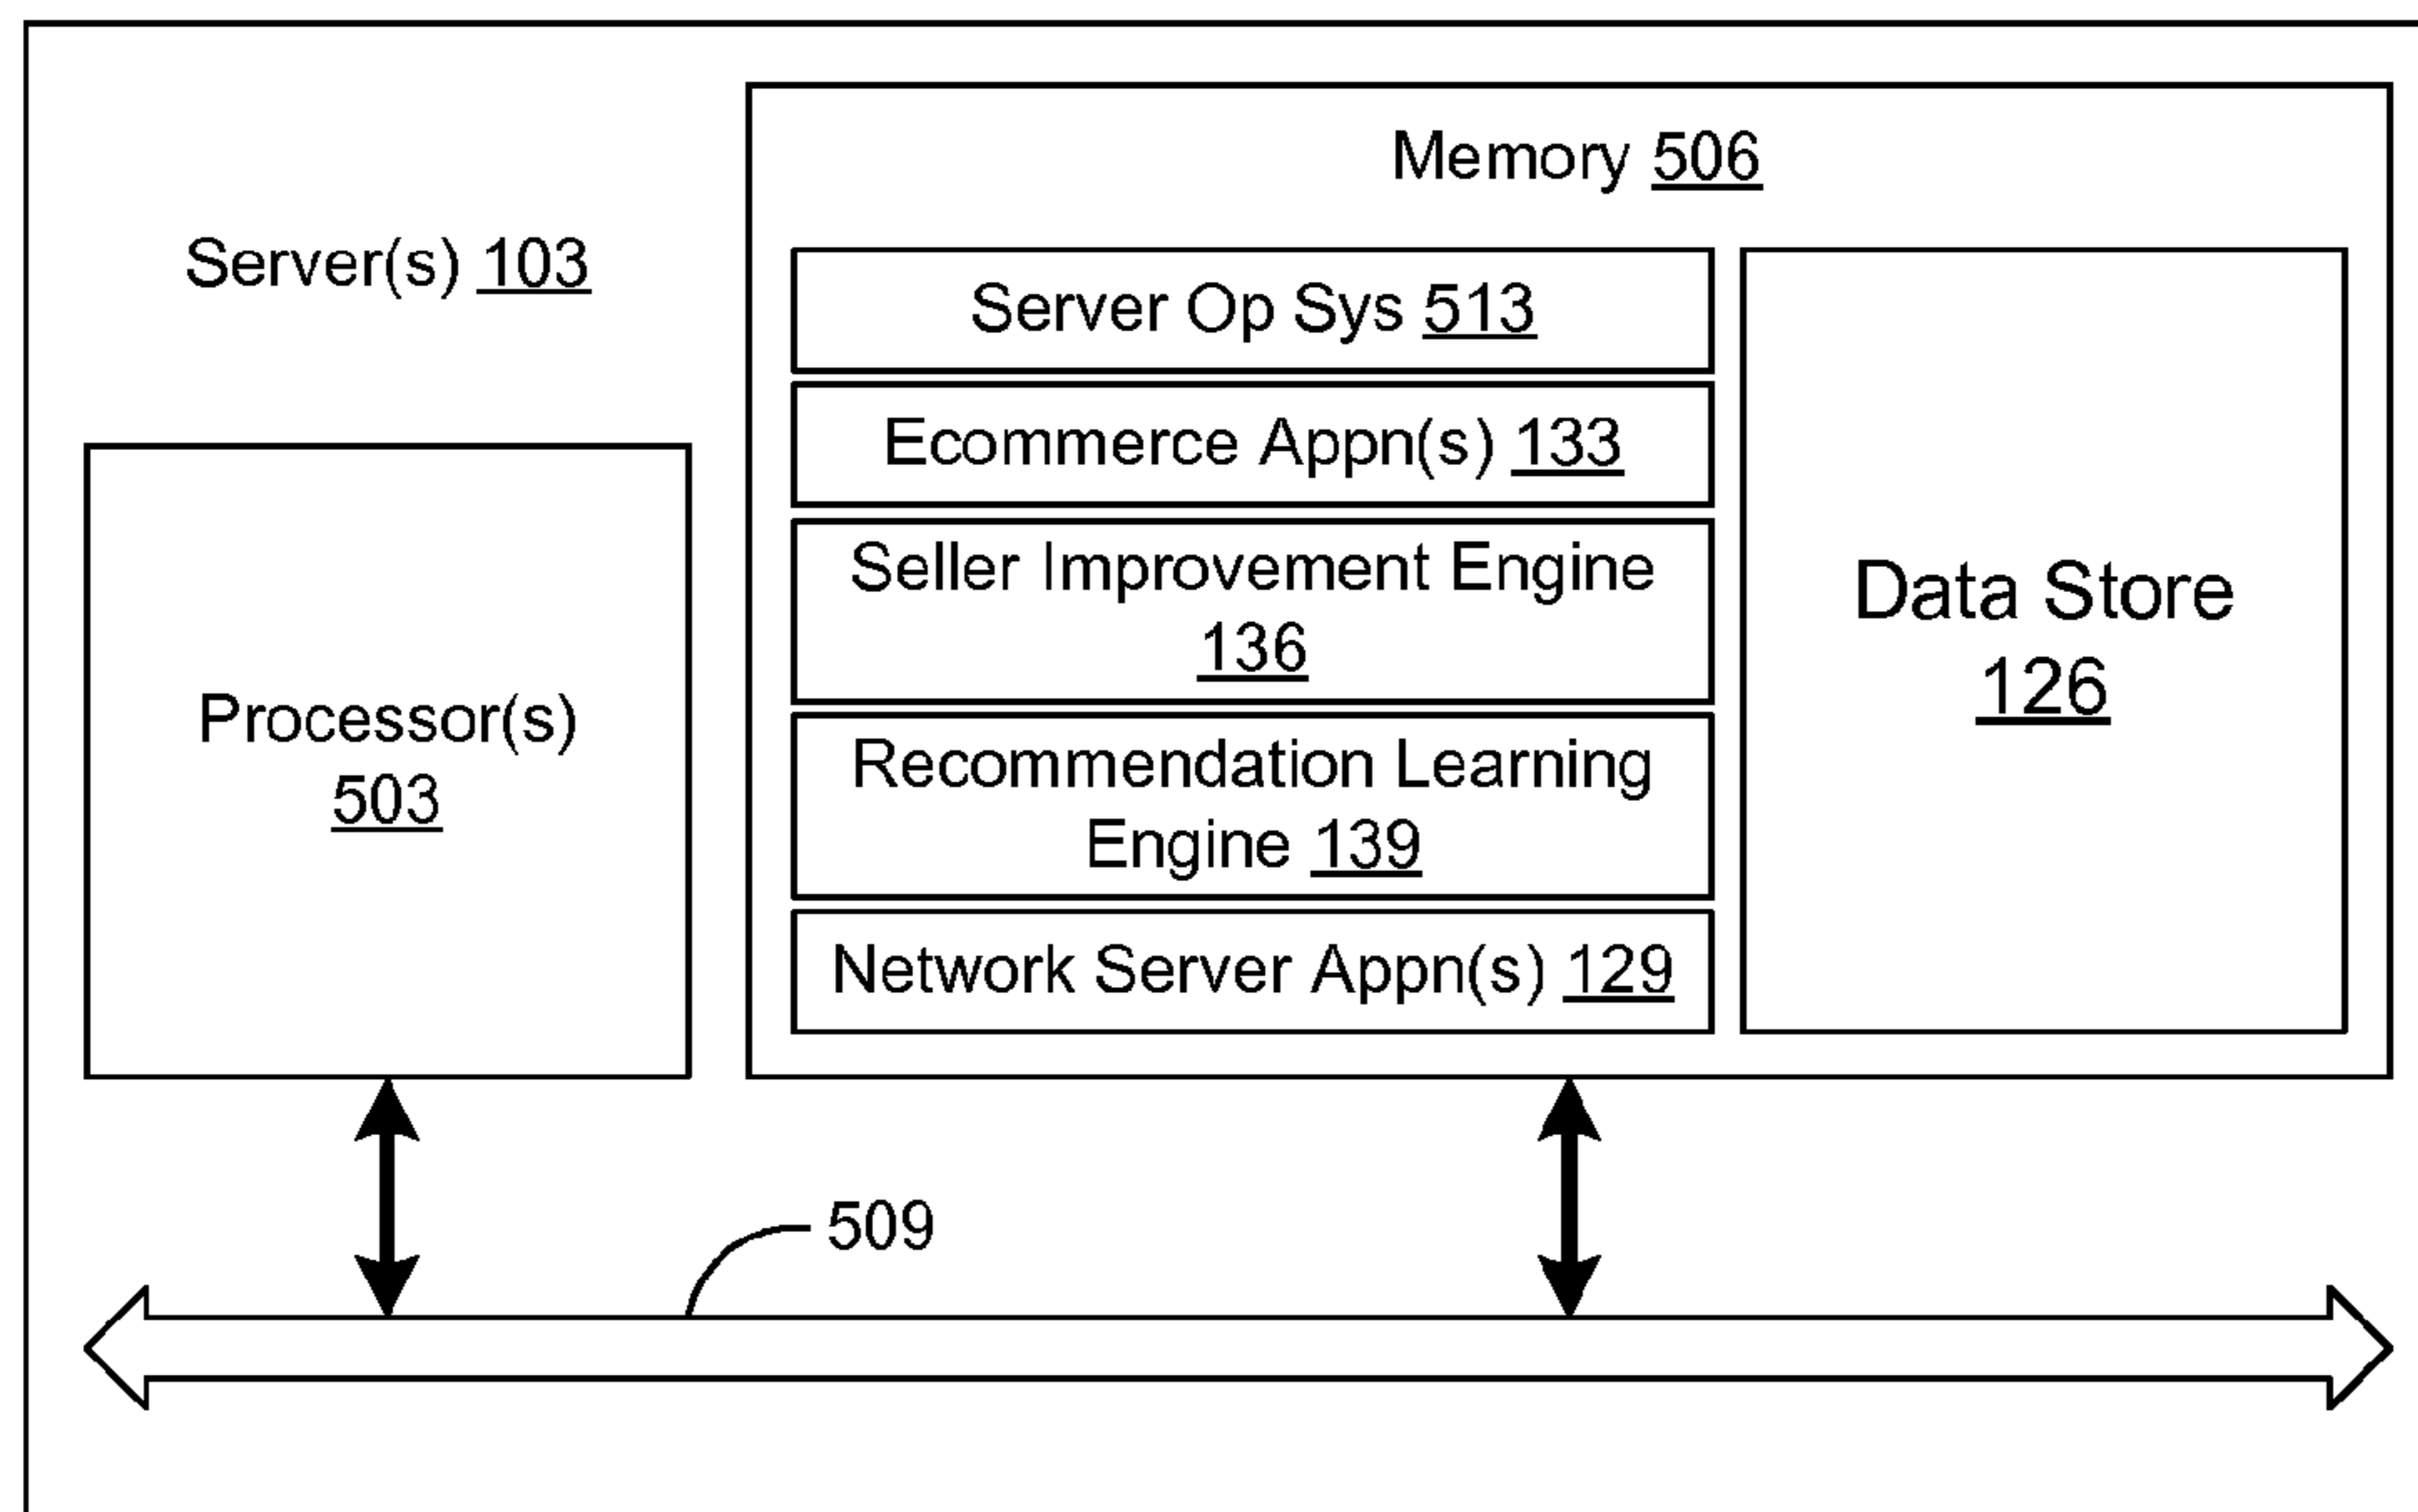 Server(s) 103
Memory 506
Server Op Sys 513
Ecommerce Appn(s) 133
Seller Improvement Engine
136
Recommendation Learning
Engine 139
Network Server Appn(s) 129
Data Store
126
Processor(s)
503
509